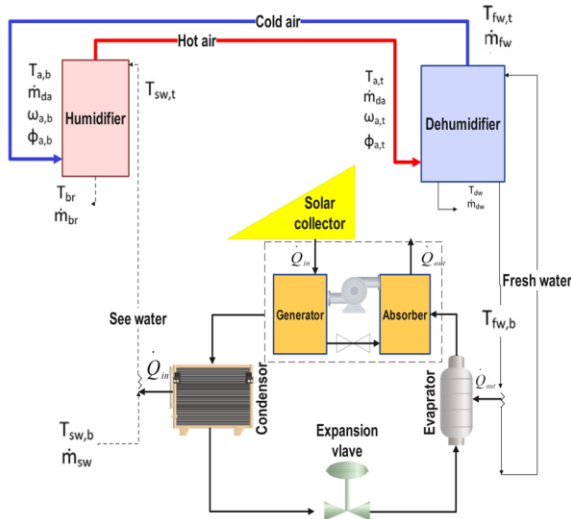 Cold air
Hot air
T_fw,t
ṁ_fw
T_a,b
ṁ_da
ω_a,b
ϕ_a,b
Humidifier
T_sw,t
T_a,t
ṁ_da
ω_a,t
ϕ_a,t
Dehumidifier
T_br
ṁ_br
T_dw
ṁ_dw
Solar
collector
Q̇_in
Q̇_out
Generator
Absorber
Fresh water
See water
T_fw,b
Q̇_in
Condensor
Evaprator
Q̇_out
T_sw,b
ṁ_sw
Expansion
vlave